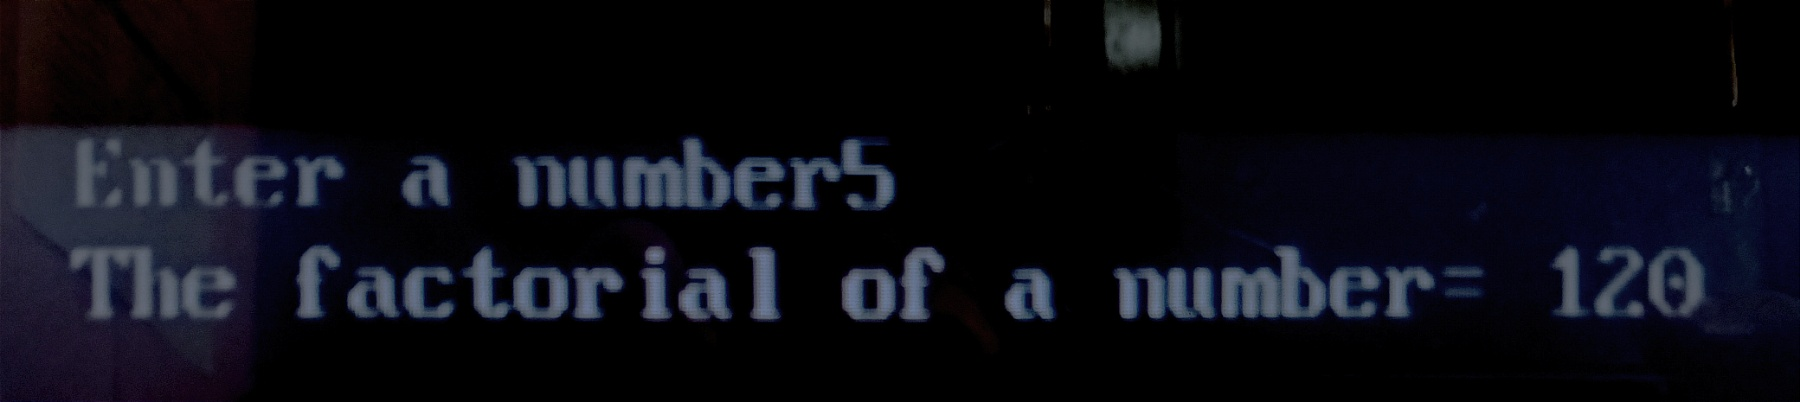 Enter a number5
The factorial of a number= 120